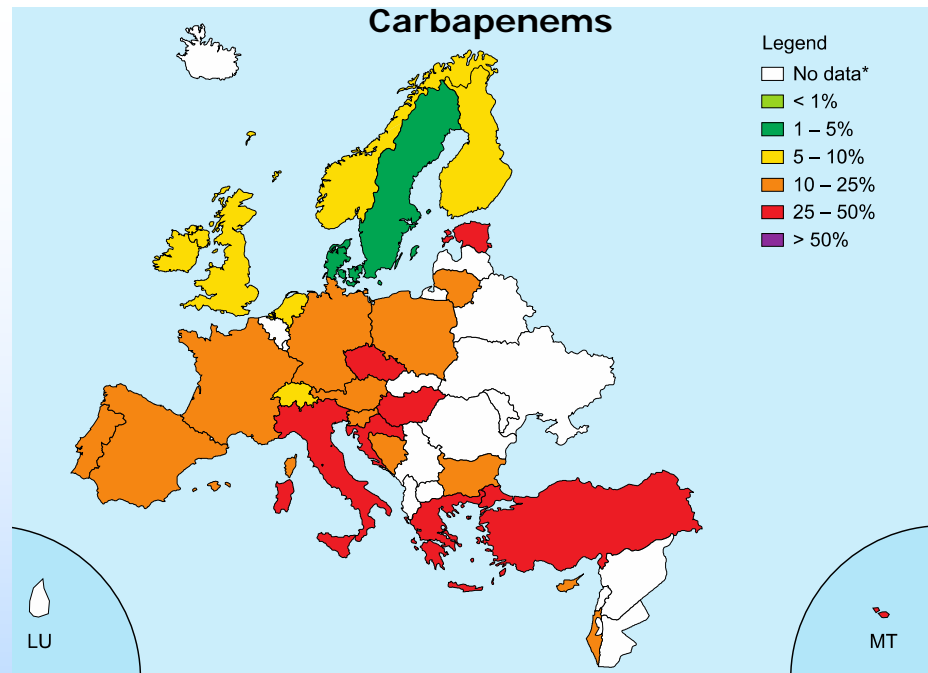 Carbapenems
Legend
No data*
< 1%
1 – 5%
5 – 10%
10 – 25%
25 – 50%
> 50%
LU
MT